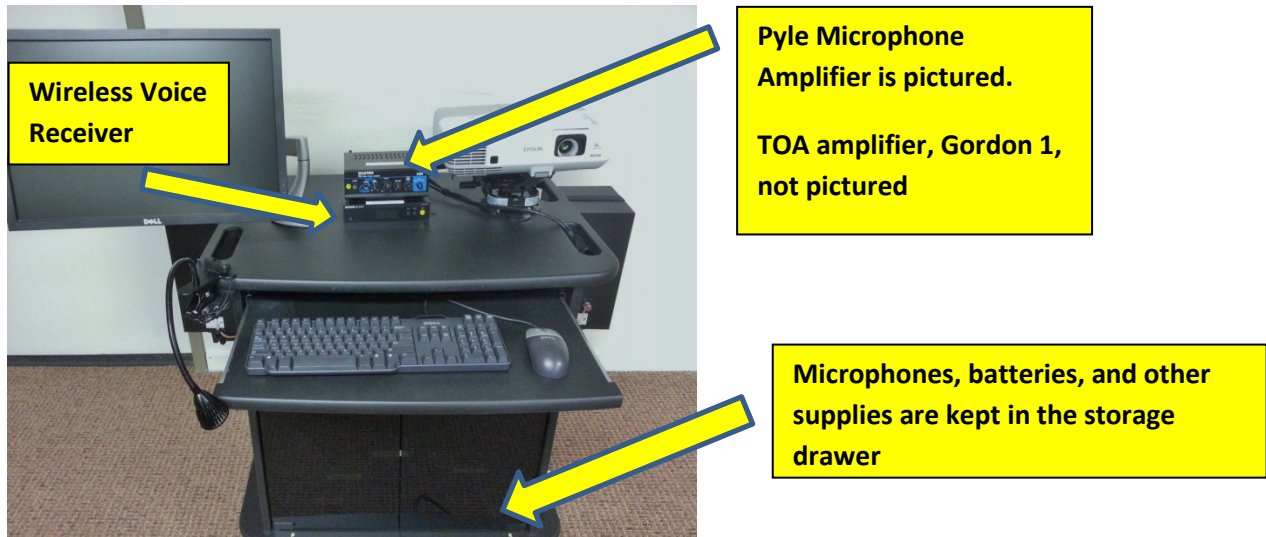 Wireless Voice
Receiver
Pyle Microphone
Amplifier is pictured.
TOA amplifier, Gordon 1,
not pictured
Microphones, batteries, and other
supplies are kept in the storage
drawer
EPSON
DELL
DELL